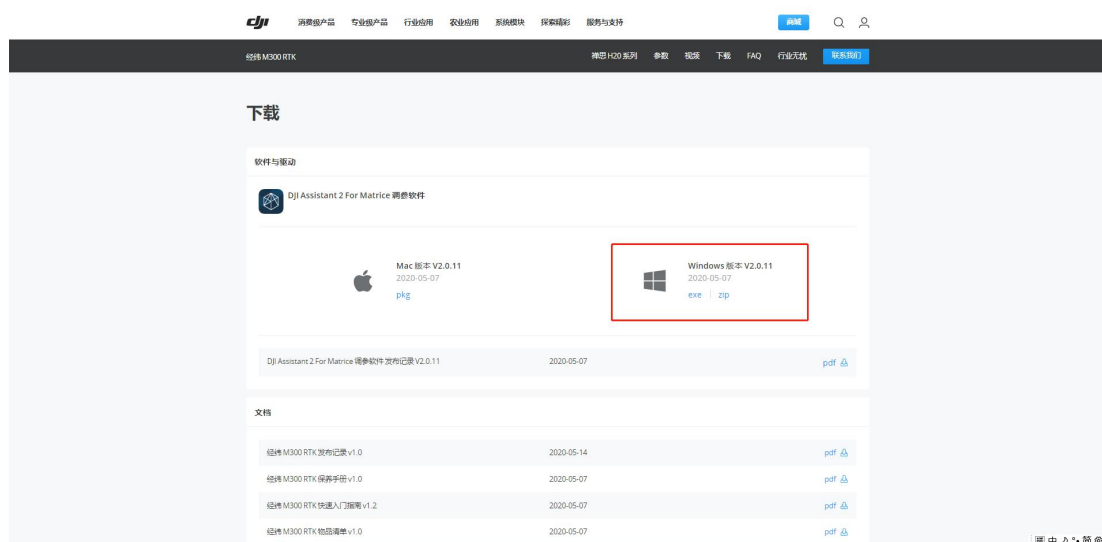 dji 消费级产品 专业级产品 行业应用 农业应用 系统模块 探索精彩 服务与支持 商城
经纬 M300 RTK 禅思 H20 系列 参数 视频 下载 FAQ 行业无忧 联系我们
下载
软件与驱动
DJI Assistant 2 For Matrice 调参软件
Mac 版本 V2.0.11
2020-05-07
pkg
Windows 版本 V2.0.11
2020-05-07
exe | zip
DJI Assistant 2 For Matrice 调参软件 发布记录 V2.0.11 2020-05-07 pdf
文档
经纬 M300 RTK 发布记录 v1.0 2020-05-14 pdf
经纬 M300 RTK 保养手册 v1.0 2020-05-07 pdf
经纬 M300 RTK 快速入门指南 v1.2 2020-05-07 pdf
经纬 M300 RTK 物品清单 v1.0 2020-05-07 pdf
中 简